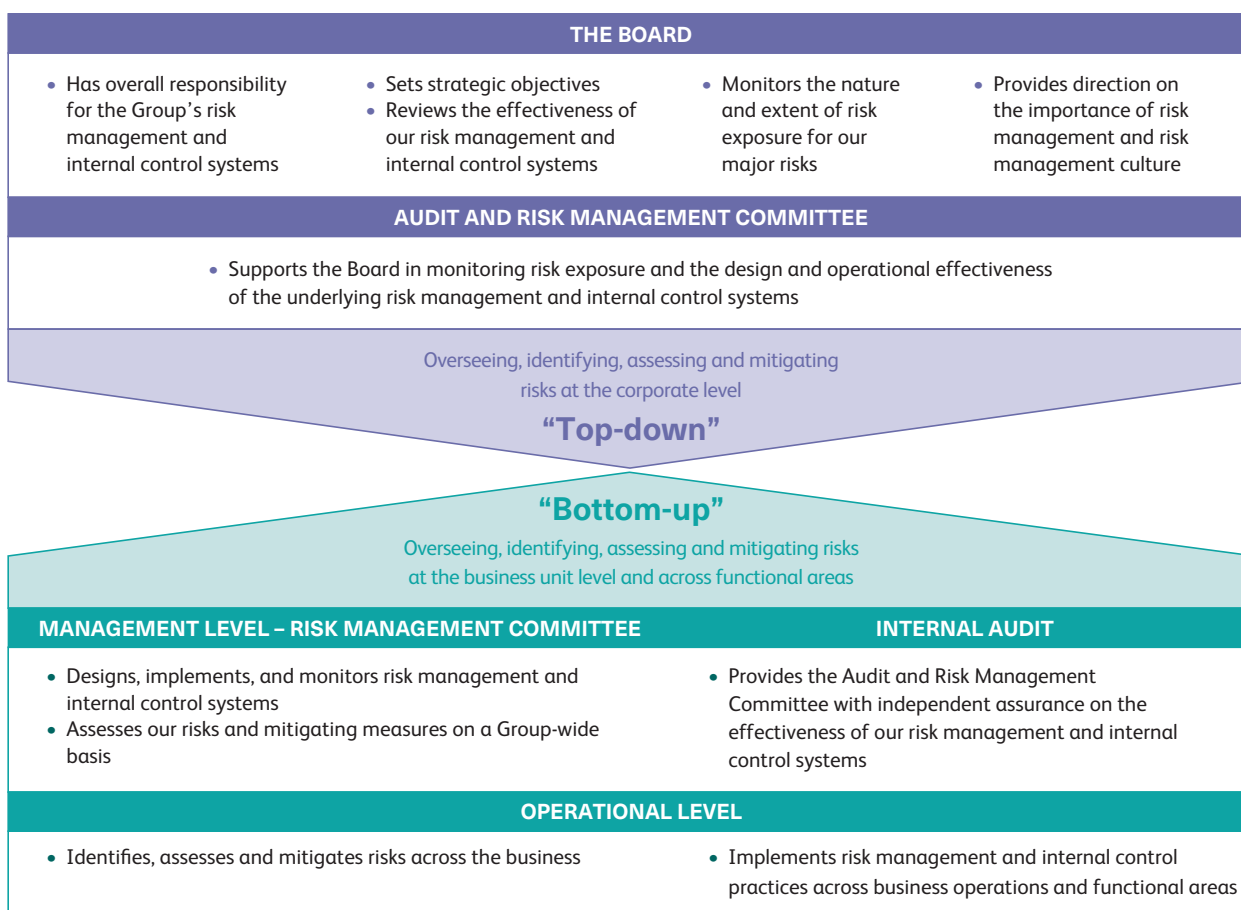 THE BOARD
• Has overall responsibility
for the Group’s risk
management and
internal control systems
• Sets strategic objectives
• Reviews the effectiveness of
our risk management and
internal control systems
• Monitors the nature
and extent of risk
exposure for our
major risks
• Provides direction on
the importance of risk
management and risk
management culture
AUDIT AND RISK MANAGEMENT COMMITTEE
• Supports the Board in monitoring risk exposure and the design and operational effectiveness
of the underlying risk management and internal control systems
Overseeing, identifying, assessing and mitigating
risks at the corporate level
“Top-down”
“Bottom-up”
Overseeing, identifying, assessing and mitigating risks
at the business unit level and across functional areas
MANAGEMENT LEVEL – RISK MANAGEMENT COMMITTEE
• Designs, implements, and monitors risk management and
internal control systems
• Assesses our risks and mitigating measures on a Group-wide
basis
INTERNAL AUDIT
• Provides the Audit and Risk Management
Committee with independent assurance on the
effectiveness of our risk management and internal
control systems
OPERATIONAL LEVEL
• Identifies, assesses and mitigates risks across the business
• Implements risk management and internal control
practices across business operations and functional areas